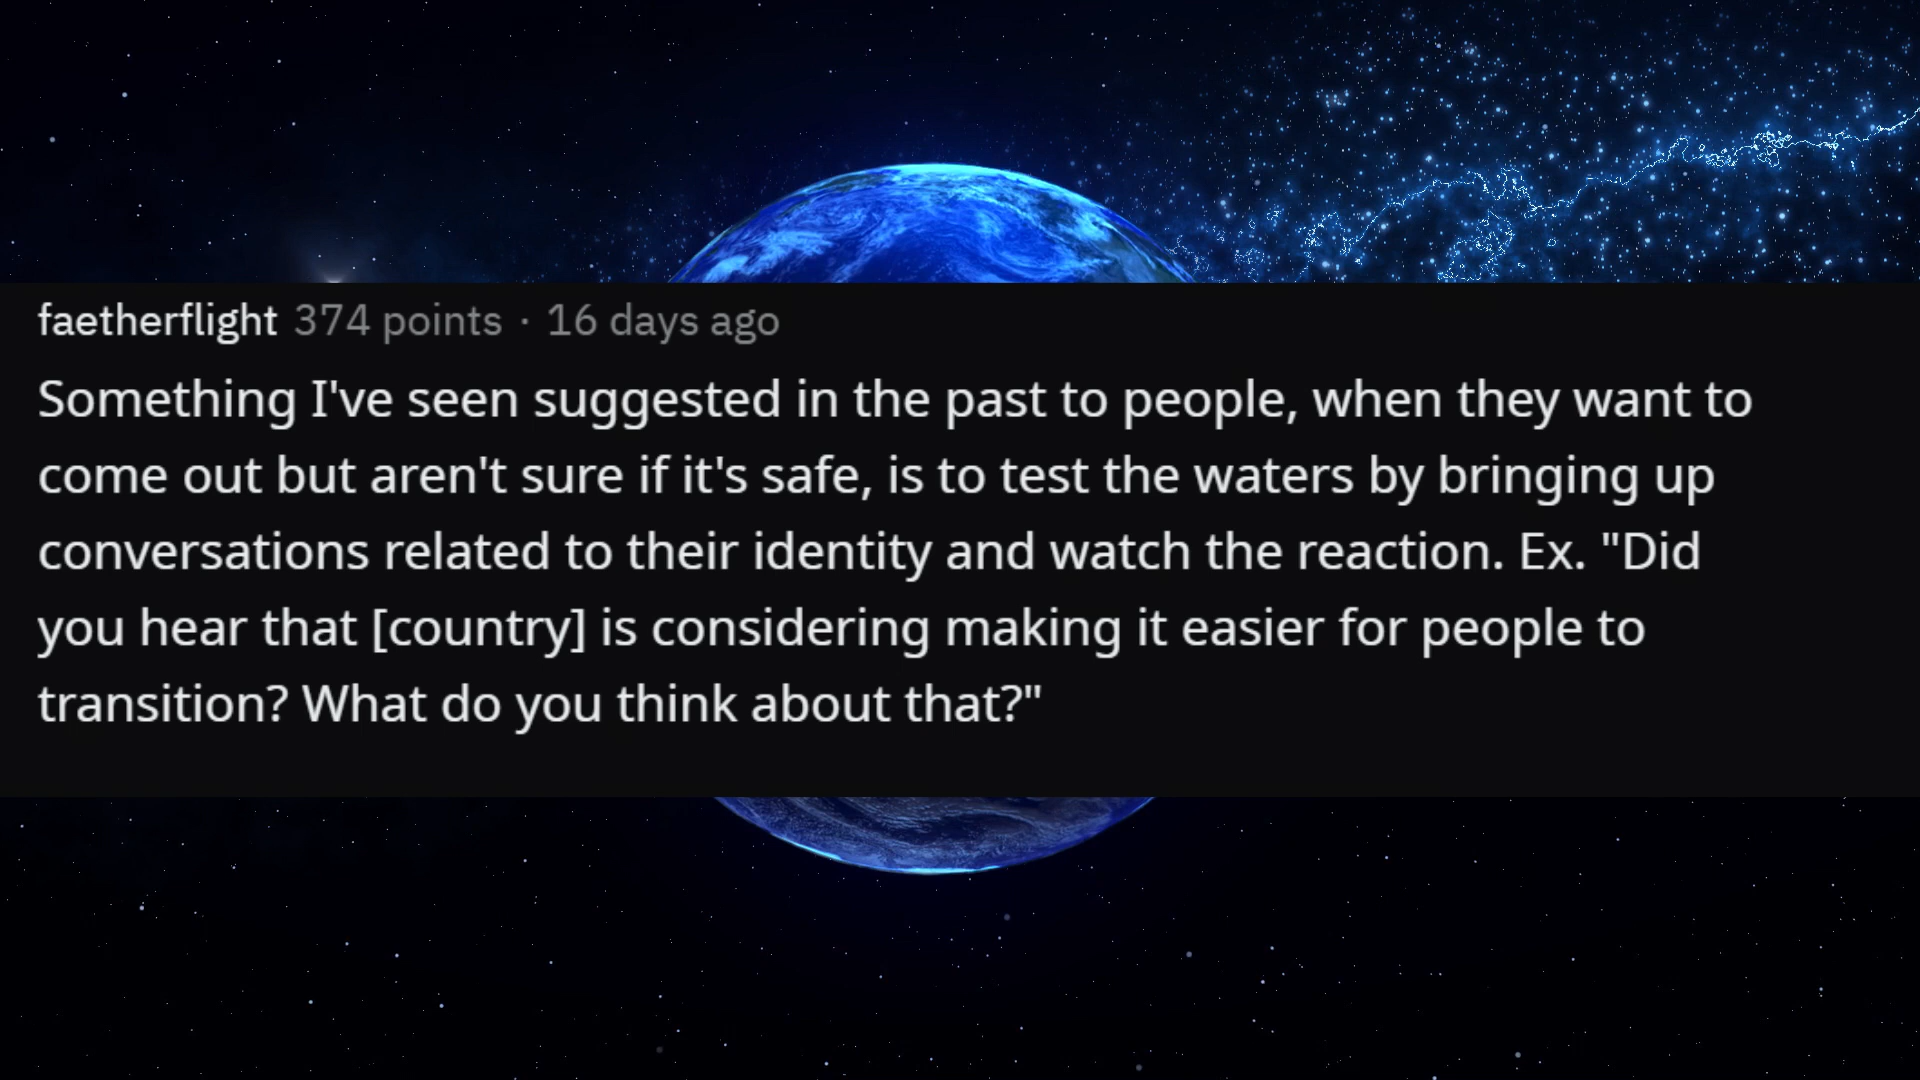 faetherflight 374 points · 16 days ago
Something I've seen suggested in the past to people, when they want to
come out but aren't sure if it's safe, is to test the waters by bringing up
conversations related to their identity and watch the reaction. Ex. "Did
you hear that [country] is considering making it easier for people to
transition? What do you think about that?"